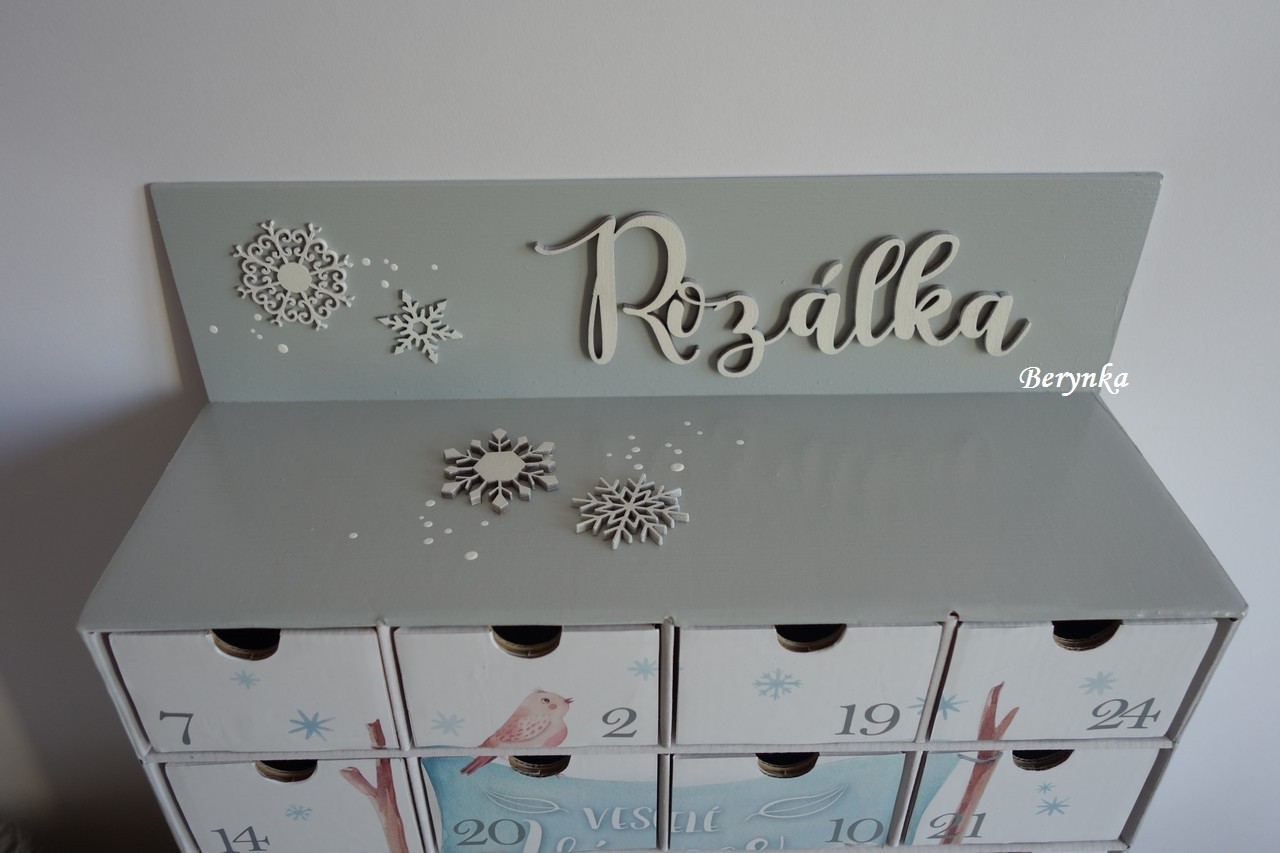 Rozálka
Berynka
7 2 19 24
VESELÉ
14 20 10 21